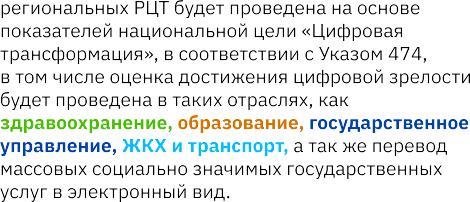 региональных РЦТ будет проведена на основе
показателей национальной цели «Цифровая
трансформация», в соответствии с Указом 474,
в том числе оценка достижения цифровой зрелости
будет проведена в таких отраслях, как
здравоохранение, образование, государственное
управление, ЖКХ и транспорт, а так же перевод
массовых социально значимых государственных
услуг в электронный вид.